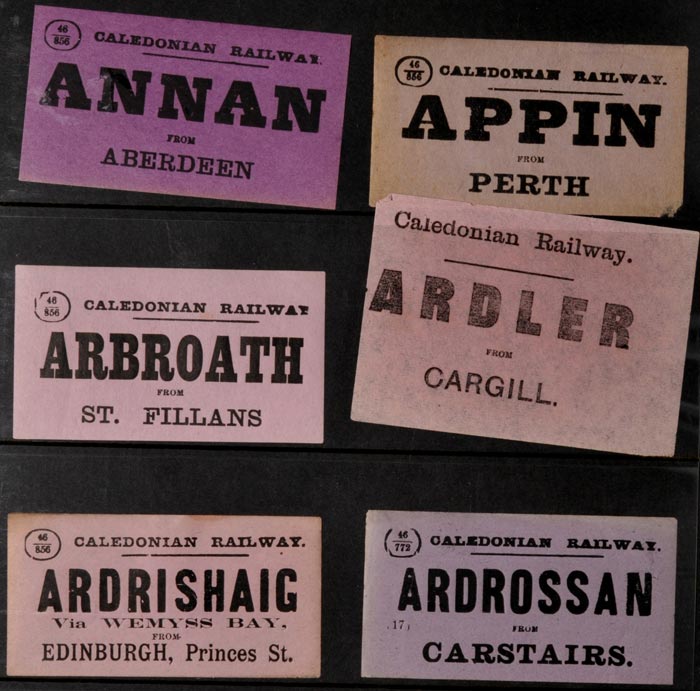 46
856
CALEDONIAN RAILWAY.
ANNAN
FROM
ABERDEEN
46
856
CALEDONIAN RAILWAY.
APPIN
FROM
PERTH
46
856
CALEDONIAN RAILWAY
ARBROATH
FROM
ST. FILLANS
Caledonian Railway.
ARDLER
FROM
CARGILL.
46
856
CALEDONIAN RAILWAY.
ARDRISHAIG
Via WEMYSS BAY,
FROM
EDINBURGH, Princes St.
46
772
CALEDONIAN RAILWAY.
ARDROSSAN
17)
FROM
CARSTAIRS.